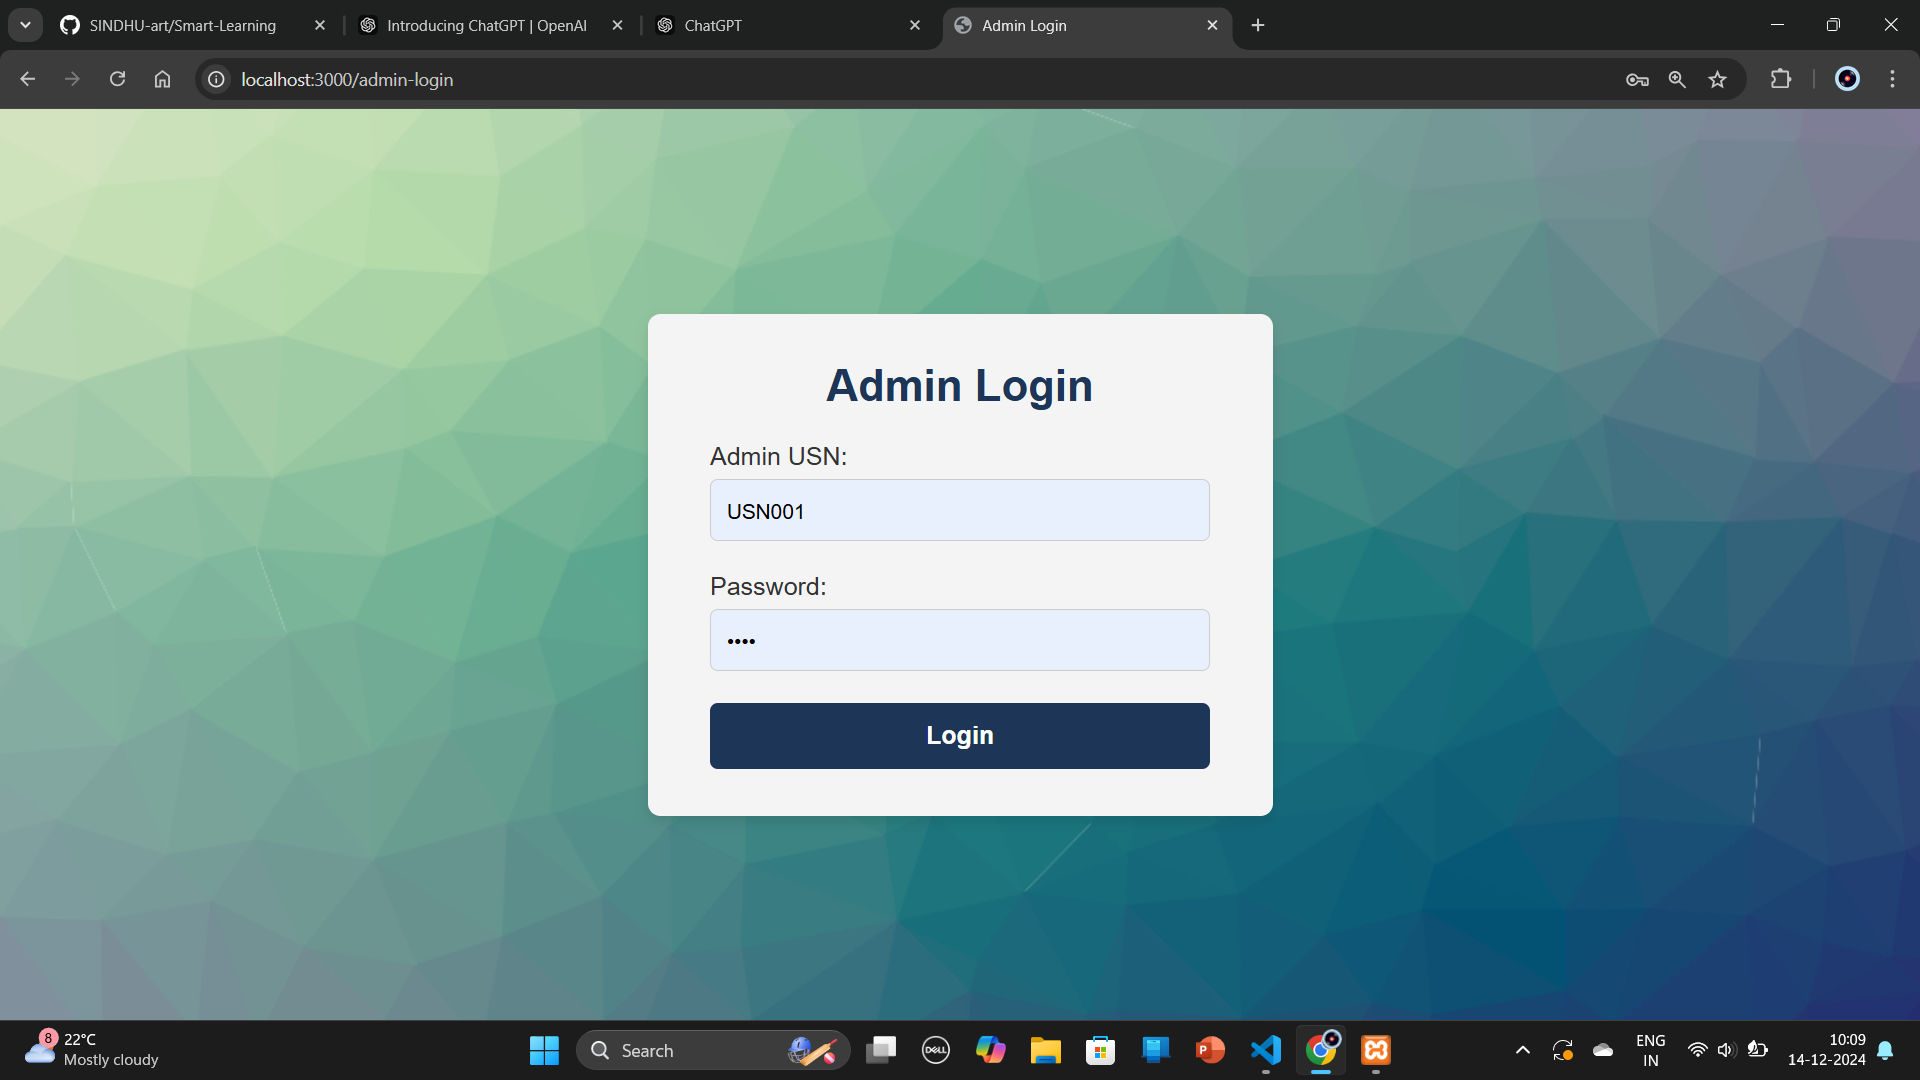 SINDHU-art/Smart-Learning
Introducing ChatGPT | OpenAI
ChatGPT
Admin Login
localhost:3000/admin-login
Admin Login
Admin USN:
USN001
Password:
••••
Login
8
22°C
Mostly cloudy
Search
DELL
P
ENG
IN
10:09
14-12-2024